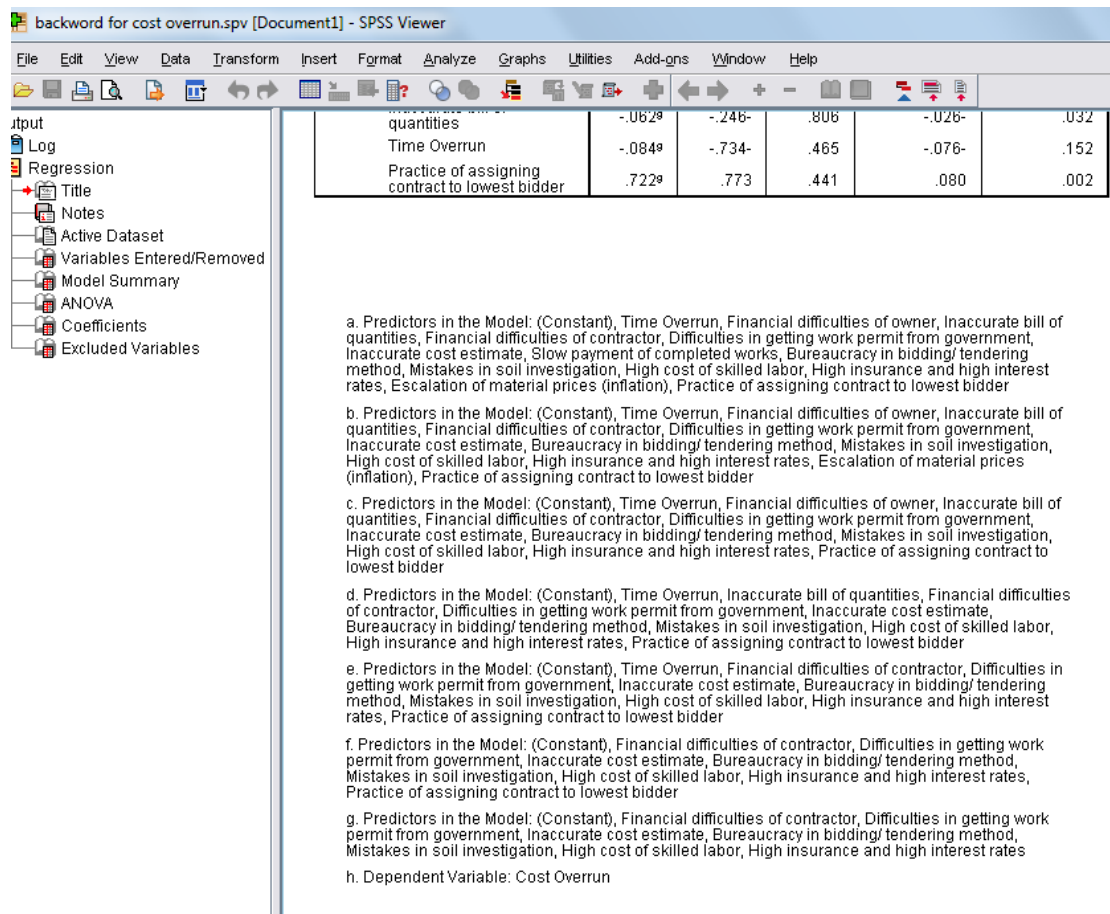 backword for cost overrun.spv [Document1] - SPSS Viewer
File Edit View Data Transform Insert Format Analyze Graphs Utilities Add-ons Window Help
utput
Log
Regression
Title
Notes
Active Dataset
Variables Entered/Removed
Model Summary
ANOVA
Coefficients
Excluded Variables
quantities -.062g -.246- .806 -.026- .032
Time Overrun -.084g -.734- .465 -.076- .152
Practice of assigning
contract to lowest bidder .722g .773 .441 .080 .002
a. Predictors in the Model: (Constant), Time Overrun, Financial difficulties of owner, Inaccurate bill of
quantities, Financial difficulties of contractor, Difficulties in getting work permit from government,
Inaccurate cost estimate, Slow payment of completed works, Bureaucracy in bidding/ tendering
method, Mistakes in soil investigation, High cost of skilled labor, High insurance and high interest
rates, Escalation of material prices (inflation), Practice of assigning contract to lowest bidder
b. Predictors in the Model: (Constant), Time Overrun, Financial difficulties of owner, Inaccurate bill of
quantities, Financial difficulties of contractor, Difficulties in getting work permit from government,
Inaccurate cost estimate, Bureaucracy in bidding/ tendering method, Mistakes in soil investigation,
High cost of skilled labor, High insurance and high interest rates, Escalation of material prices
(inflation), Practice of assigning contract to lowest bidder
c. Predictors in the Model: (Constant), Time Overrun, Financial difficulties of owner, Inaccurate bill of
quantities, Financial difficulties of contractor, Difficulties in getting work permit from government,
Inaccurate cost estimate, Bureaucracy in bidding/ tendering method, Mistakes in soil investigation,
High cost of skilled labor, High insurance and high interest rates, Practice of assigning contract to
lowest bidder
d. Predictors in the Model: (Constant), Time Overrun, Inaccurate bill of quantities, Financial difficulties
of contractor, Difficulties in getting work permit from government, Inaccurate cost estimate,
Bureaucracy in bidding/ tendering method, Mistakes in soil investigation, High cost of skilled labor,
High insurance and high interest rates, Practice of assigning contract to lowest bidder
e. Predictors in the Model: (Constant), Time Overrun, Financial difficulties of contractor, Difficulties in
getting work permit from government, Inaccurate cost estimate, Bureaucracy in bidding/ tendering
method, Mistakes in soil investigation, High cost of skilled labor, High insurance and high interest
rates, Practice of assigning contract to lowest bidder
f. Predictors in the Model: (Constant), Financial difficulties of contractor, Difficulties in getting work
permit from government, Inaccurate cost estimate, Bureaucracy in bidding/ tendering method,
Mistakes in soil investigation, High cost of skilled labor, High insurance and high interest rates,
Practice of assigning contract to lowest bidder
g. Predictors in the Model: (Constant), Financial difficulties of contractor, Difficulties in getting work
permit from government, Inaccurate cost estimate, Bureaucracy in bidding/ tendering method,
Mistakes in soil investigation, High cost of skilled labor, High insurance and high interest rates
h. Dependent Variable: Cost Overrun